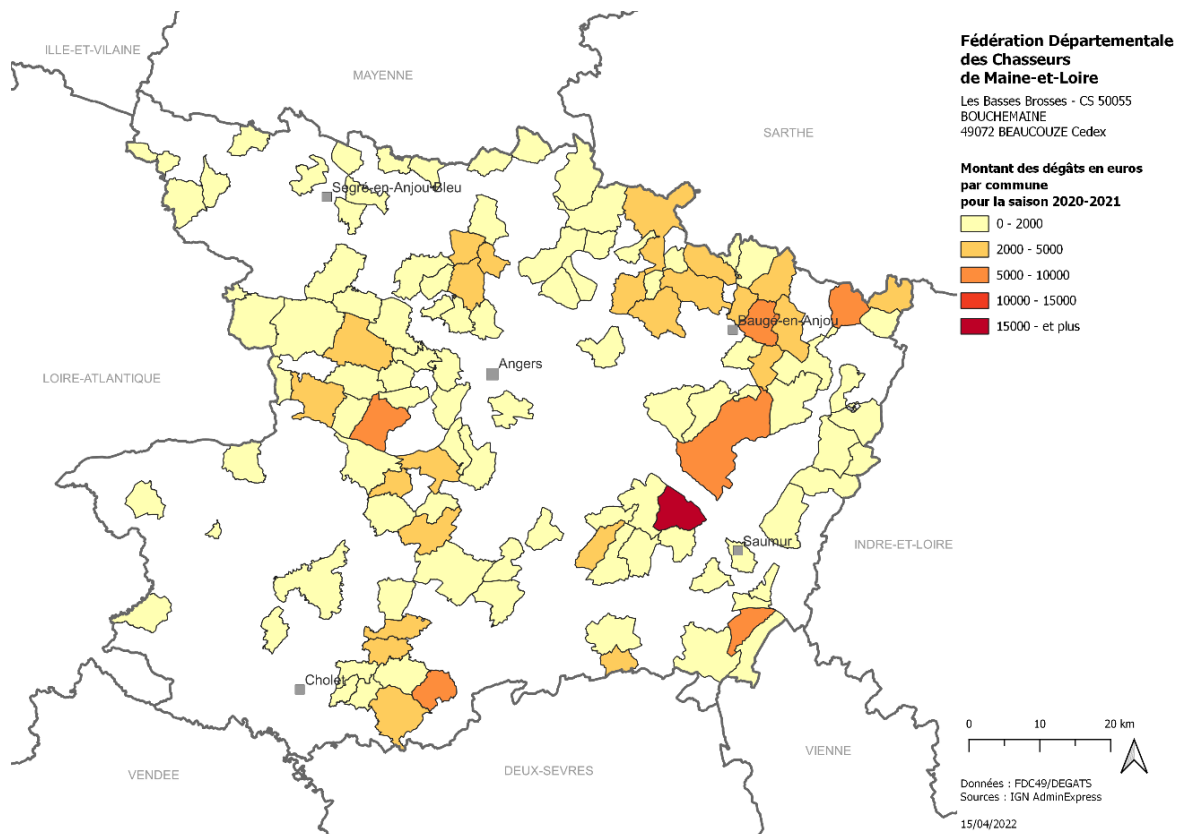 ILLE-ET-VILAINE
MAYENNE
SARTHE
Segré-en-Anjou-Bleu
Baugé-en-Anjou
Angers
LOIRE-ATLANTIQUE
Saumur
INDRE-ET-LOIRE
Cholet
VENDEE
DEUX-SEVRES
VIENNE
Fédération Départementale
des Chasseurs
de Maine-et-Loire
Les Basses Brosses - CS 50055
BOUCHEMAINE
49072 BEAUCOUZE Cedex
Montant des dégâts en euros
par commune
pour la saison 2020-2021
0 - 2000
2000 - 5000
5000 - 10000
10000 - 15000
15000 - et plus
0 10 20 km
Données : FDC49/DEGATS
Sources : IGN AdminExpress
15/04/2022